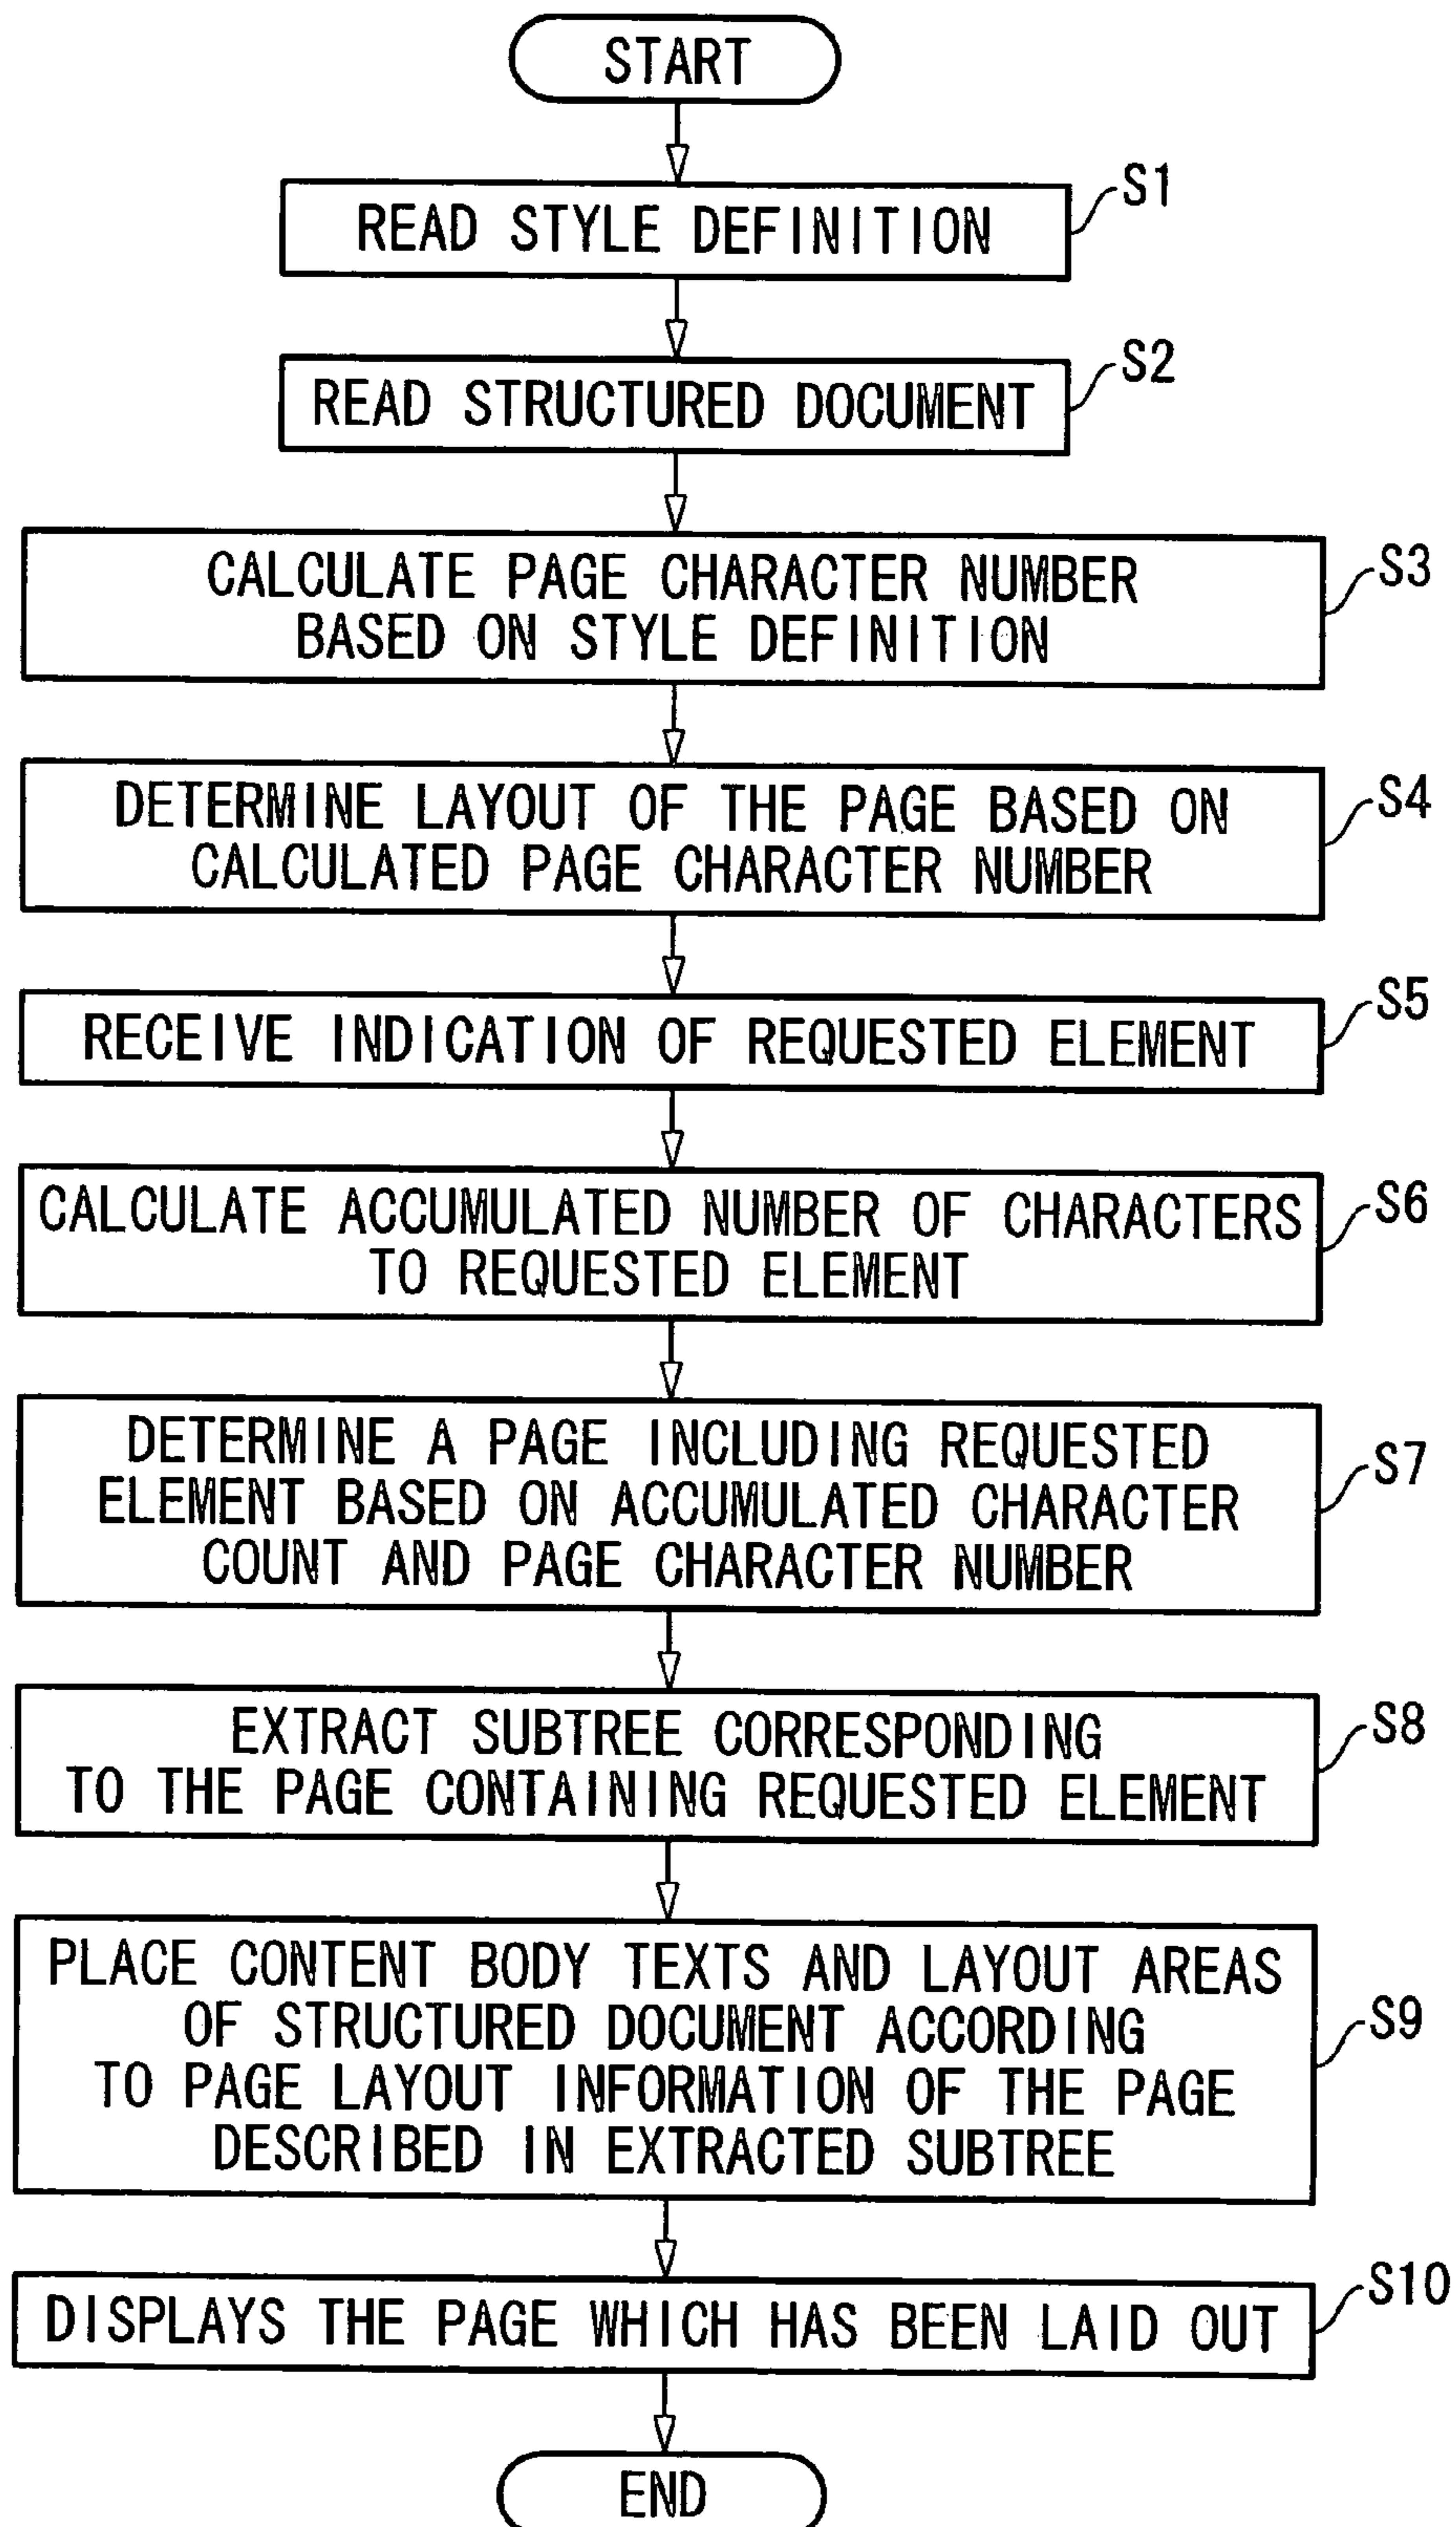 START
S1
READ STYLE DEFINITION
S2
READ STRUCTURED DOCUMENT
S3
CALCULATE PAGE CHARACTER NUMBER
BASED ON STYLE DEFINITION
S4
DETERMINE LAYOUT OF THE PAGE BASED ON
CALCULATED PAGE CHARACTER NUMBER
S5
RECEIVE INDICATION OF REQUESTED ELEMENT
S6
CALCULATE ACCUMULATED NUMBER OF CHARACTERS
TO REQUESTED ELEMENT
S7
DETERMINE A PAGE INCLUDING REQUESTED
ELEMENT BASED ON ACCUMULATED CHARACTER
COUNT AND PAGE CHARACTER NUMBER
S8
EXTRACT SUBTREE CORRESPONDING
TO THE PAGE CONTAINING REQUESTED ELEMENT
S9
PLACE CONTENT BODY TEXTS AND LAYOUT AREAS
OF STRUCTURED DOCUMENT ACCORDING
TO PAGE LAYOUT INFORMATION OF THE PAGE
DESCRIBED IN EXTRACTED SUBTREE
S10
DISPLAYS THE PAGE WHICH HAS BEEN LAID OUT
END